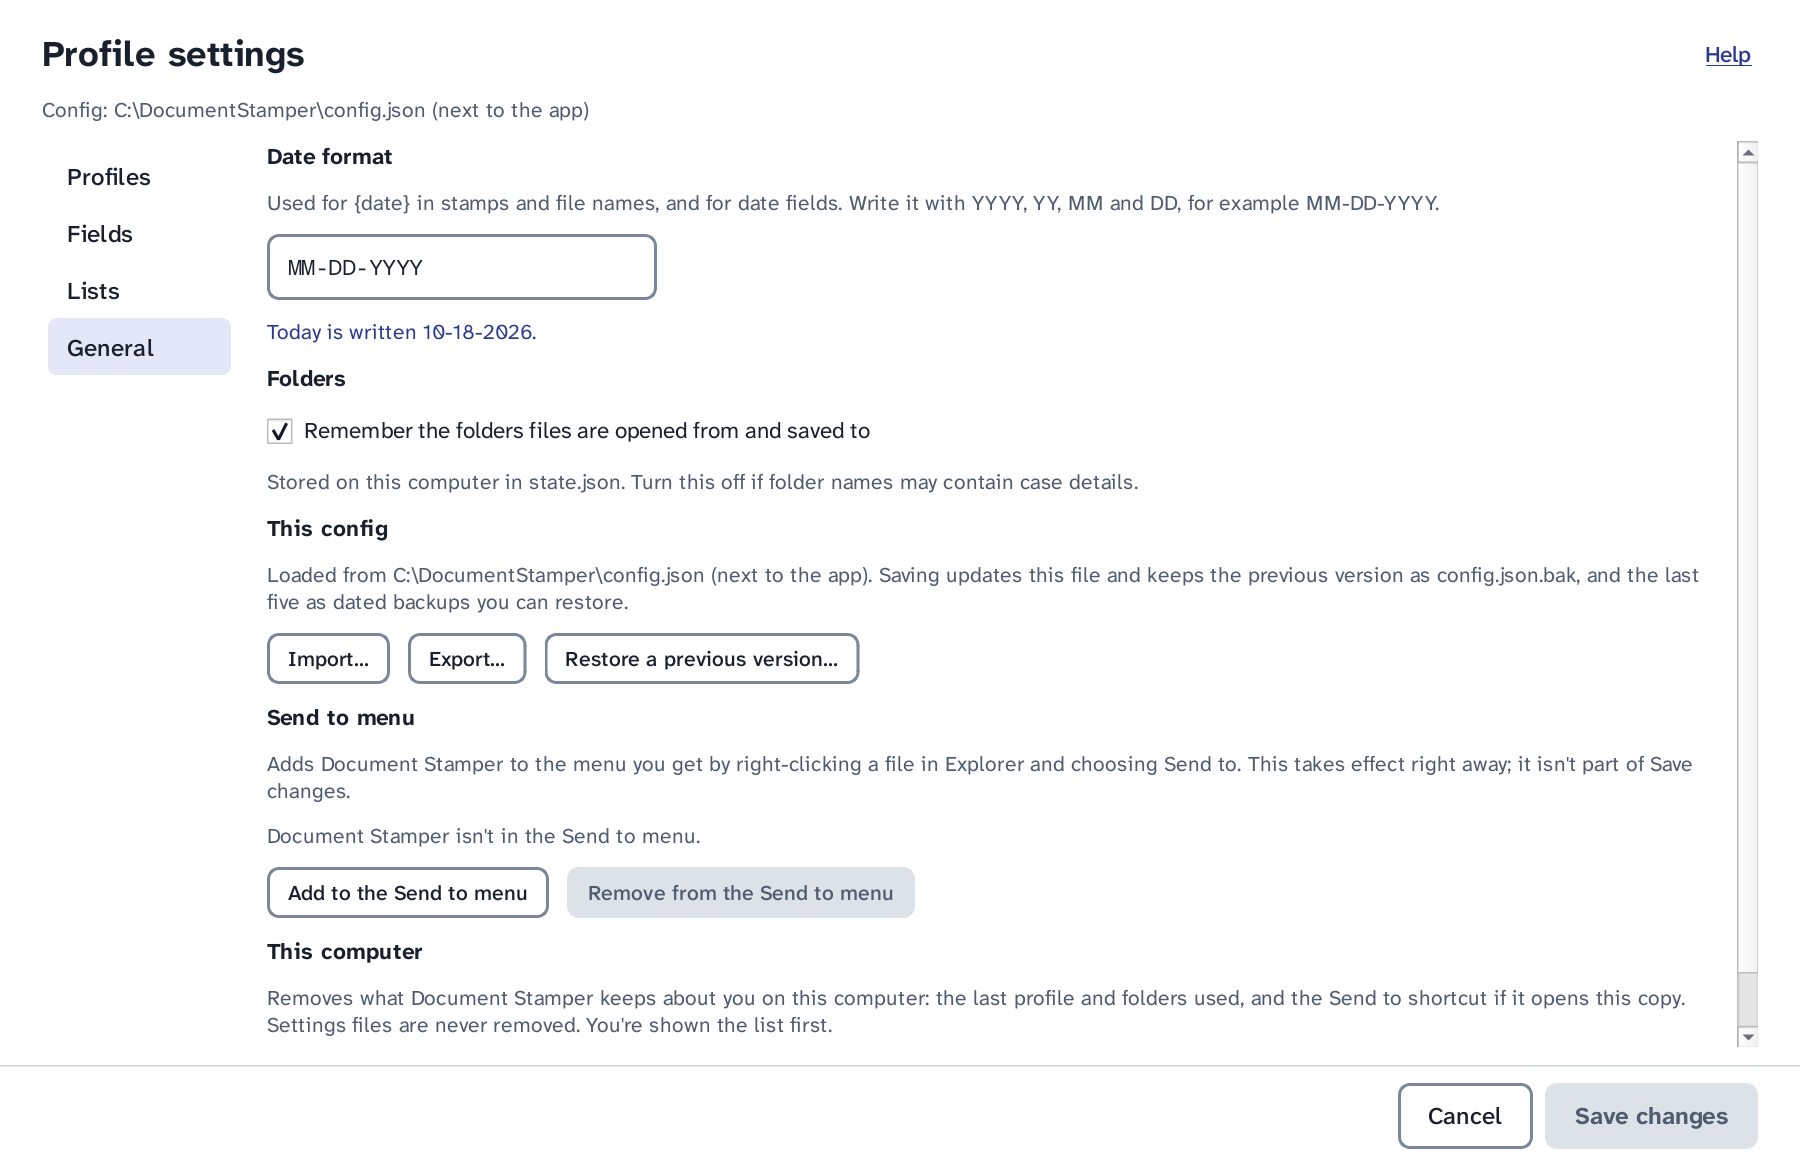 Profile settings
Help
Config: C:\DocumentStamper\config.json (next to the app)
Profiles
Fields
Lists
General
Date format
Used for {date} in stamps and file names, and for date fields. Write it with YYYY, YY, MM and DD, for example MM-DD-YYYY.
MM-DD-YYYY
Today is written 10-18-2026.
Folders
Remember the folders files are opened from and saved to
Stored on this computer in state.json. Turn this off if folder names may contain case details.
This config
Loaded from C:\DocumentStamper\config.json (next to the app). Saving updates this file and keeps the previous version as config.json.bak, and the last
five as dated backups you can restore.
Import...
Export...
Restore a previous version...
Send to menu
Adds Document Stamper to the menu you get by right-clicking a file in Explorer and choosing Send to. This takes effect right away; it isn't part of Save
changes.
Document Stamper isn't in the Send to menu.
Add to the Send to menu
Remove from the Send to menu
This computer
Removes what Document Stamper keeps about you on this computer: the last profile and folders used, and the Send to shortcut if it opens this copy.
Settings files are never removed. You're shown the list first.
Cancel
Save changes